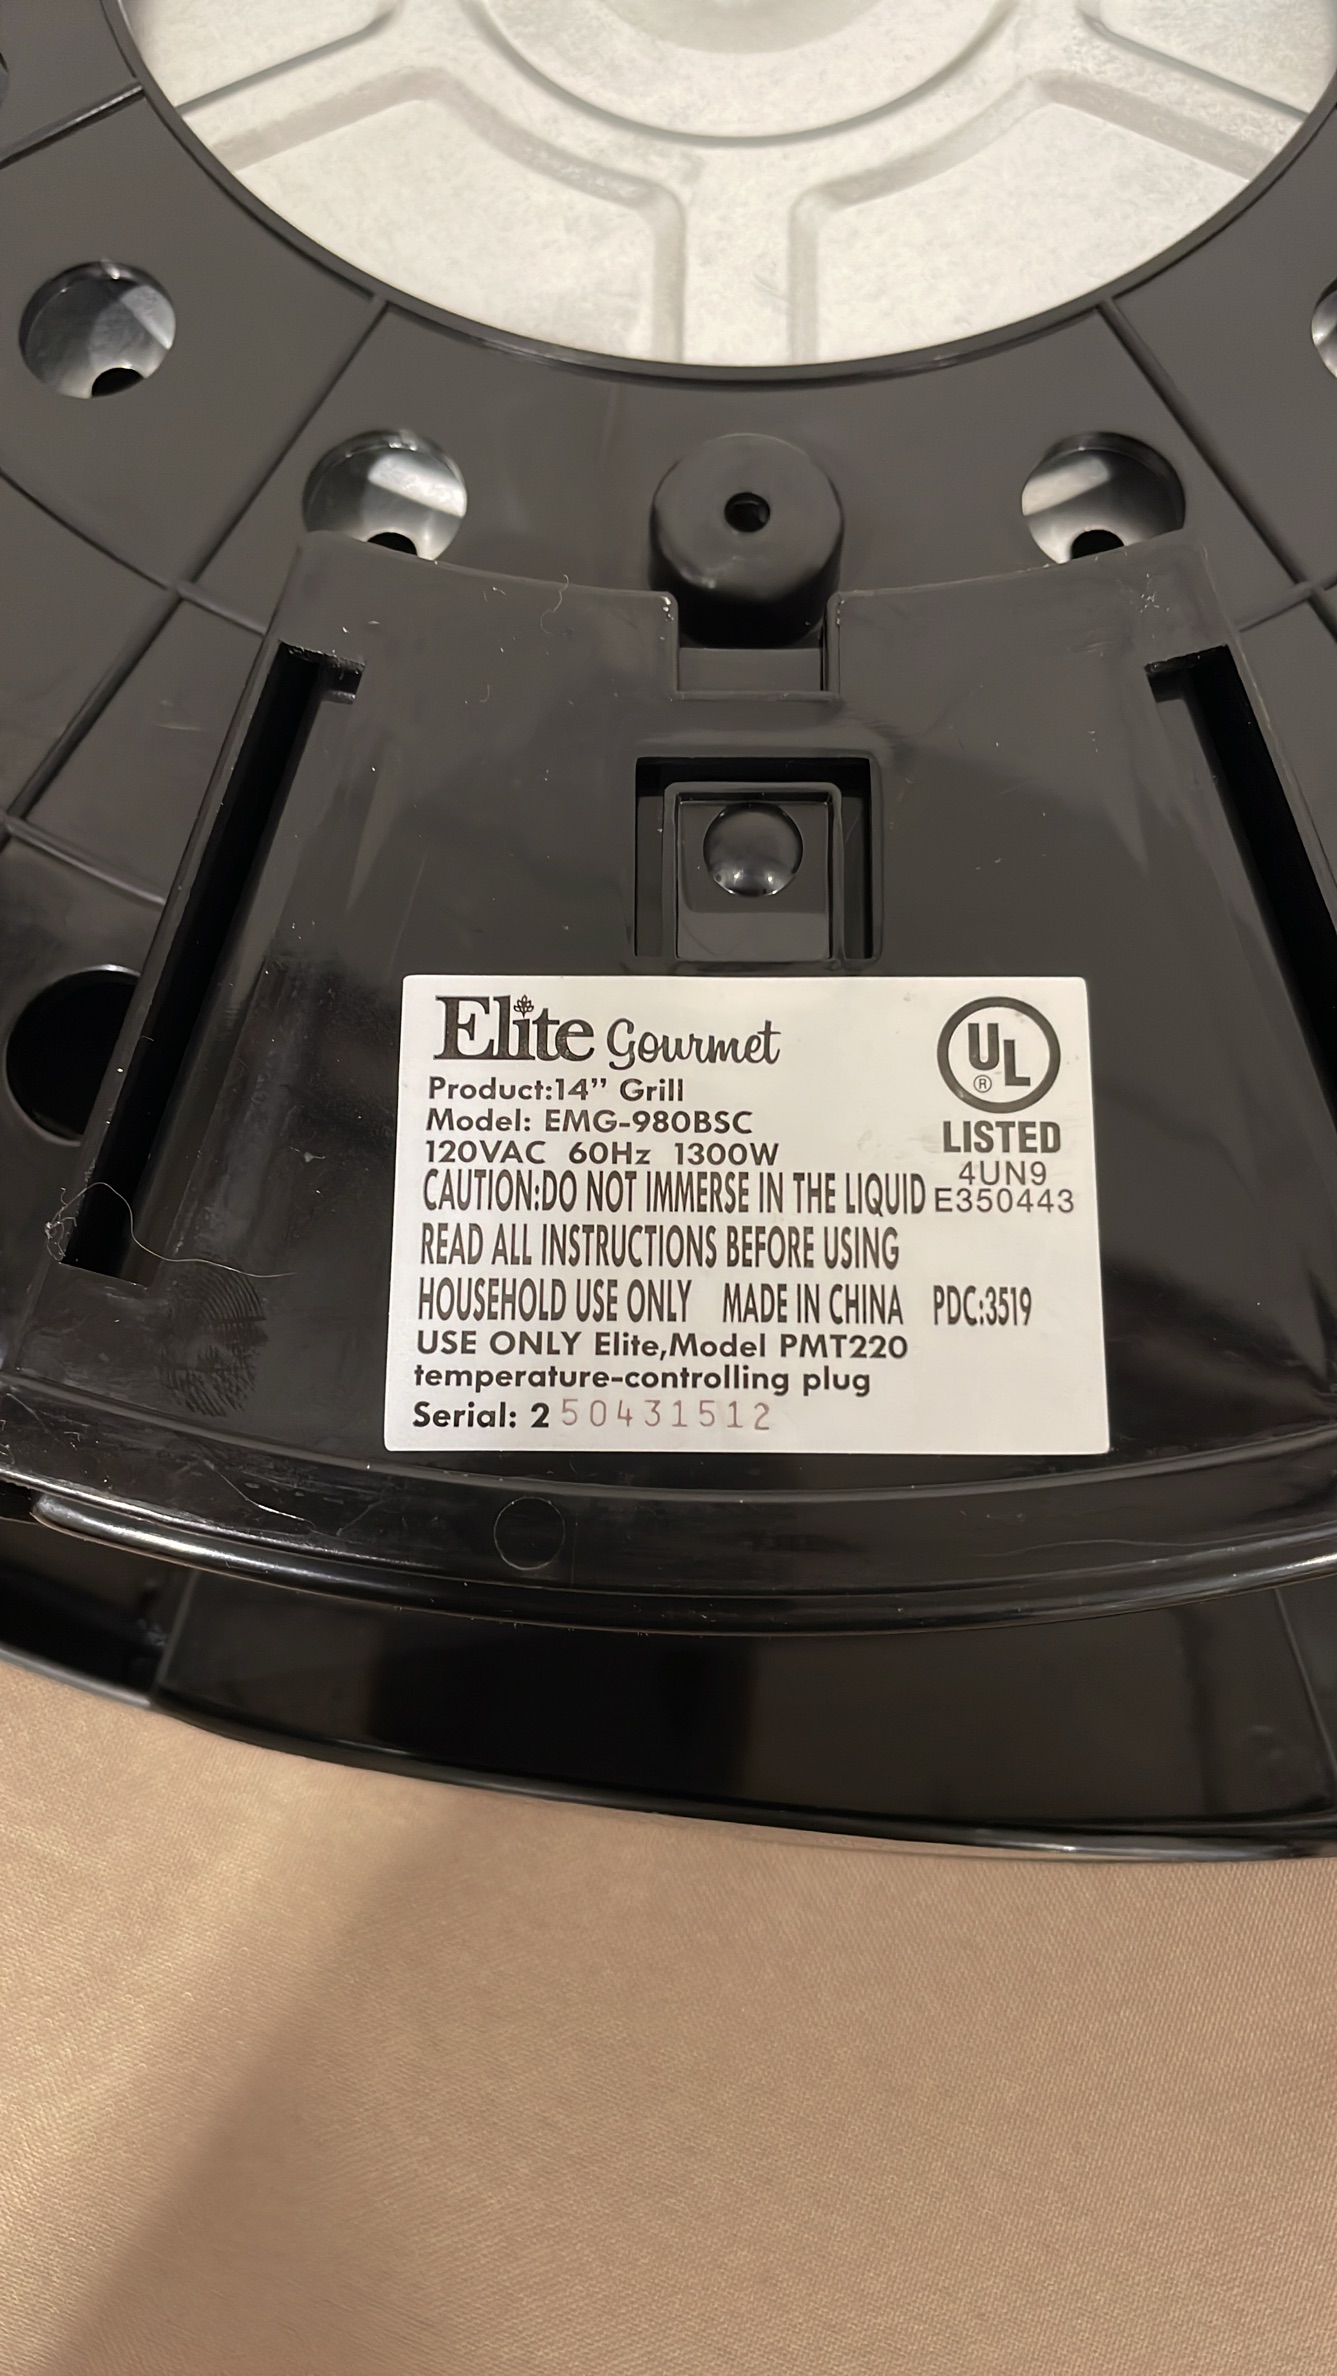 Elite Gourmet
Product:14” Grill
Model: EMG-980BSC
120VAC 60Hz 1300W
CAUTION:DO NOT IMMERSE IN THE LIQUID
READ ALL INSTRUCTIONS BEFORE USING
HOUSEHOLD USE ONLY MADE IN CHINA PDC:3519
USE ONLY Elite,Model PMT220
temperature-controlling plug
Serial: 250431512
UL ®
LISTED
4UN9
E350443